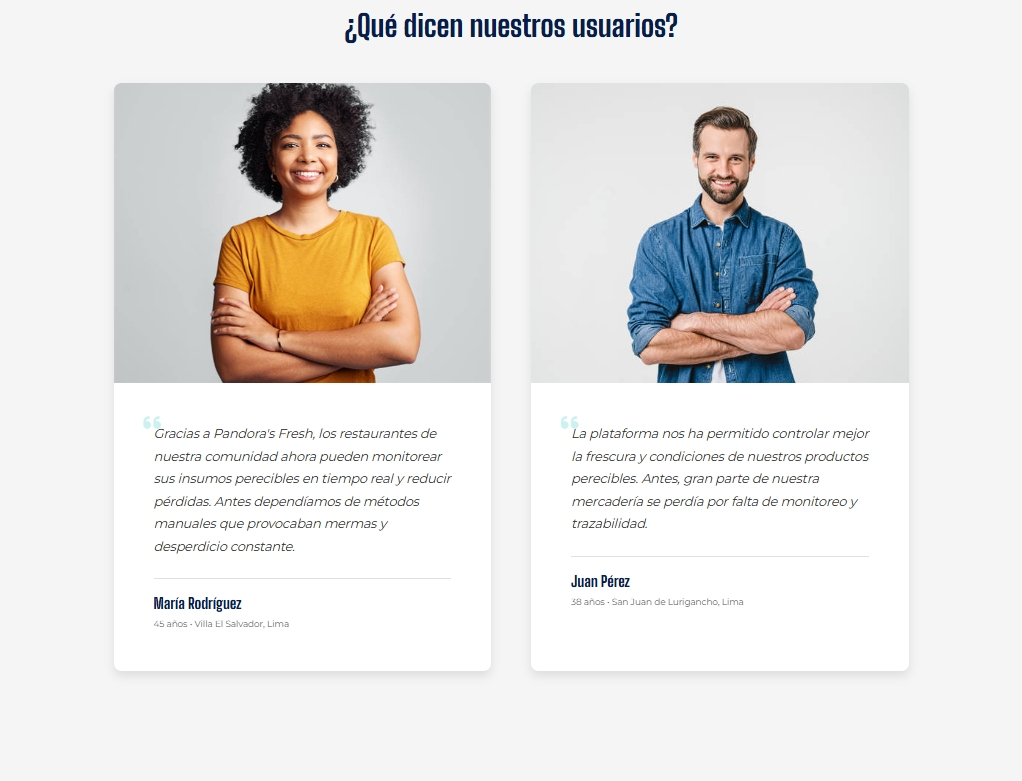 ¿Qué dicen nuestros usuarios?
“
Gracias a Pandora's Fresh, los restaurantes de
nuestra comunidad ahora pueden monitorear
sus insumos perecibles en tiempo real y reducir
pérdidas. Antes dependíamos de métodos
manuales que provocaban mermas y
desperdicio constante.
María Rodríguez
45 años • Villa El Salvador, Lima
“
La plataforma nos ha permitido controlar mejor
la frescura y condiciones de nuestros productos
perecibles. Antes, gran parte de nuestra
mercadería se perdía por falta de monitoreo y
trazabilidad.
Juan Pérez
38 años • San Juan de Lurigancho, Lima